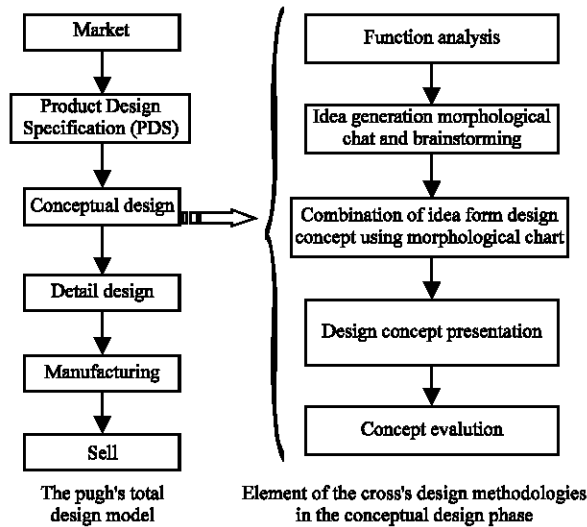 Market
Product Design
Specification (PDS)
Conceptual design
Detail design
Manufacturing
Sell
The pugh's total
design model
Function analysis
Idea generation morphological
chat and brainstorming
Combination of idea form design
concept using morphological chart
Design concept presentation
Concept evalution
Element of the cross's design methodologies
in the conceptual design phase